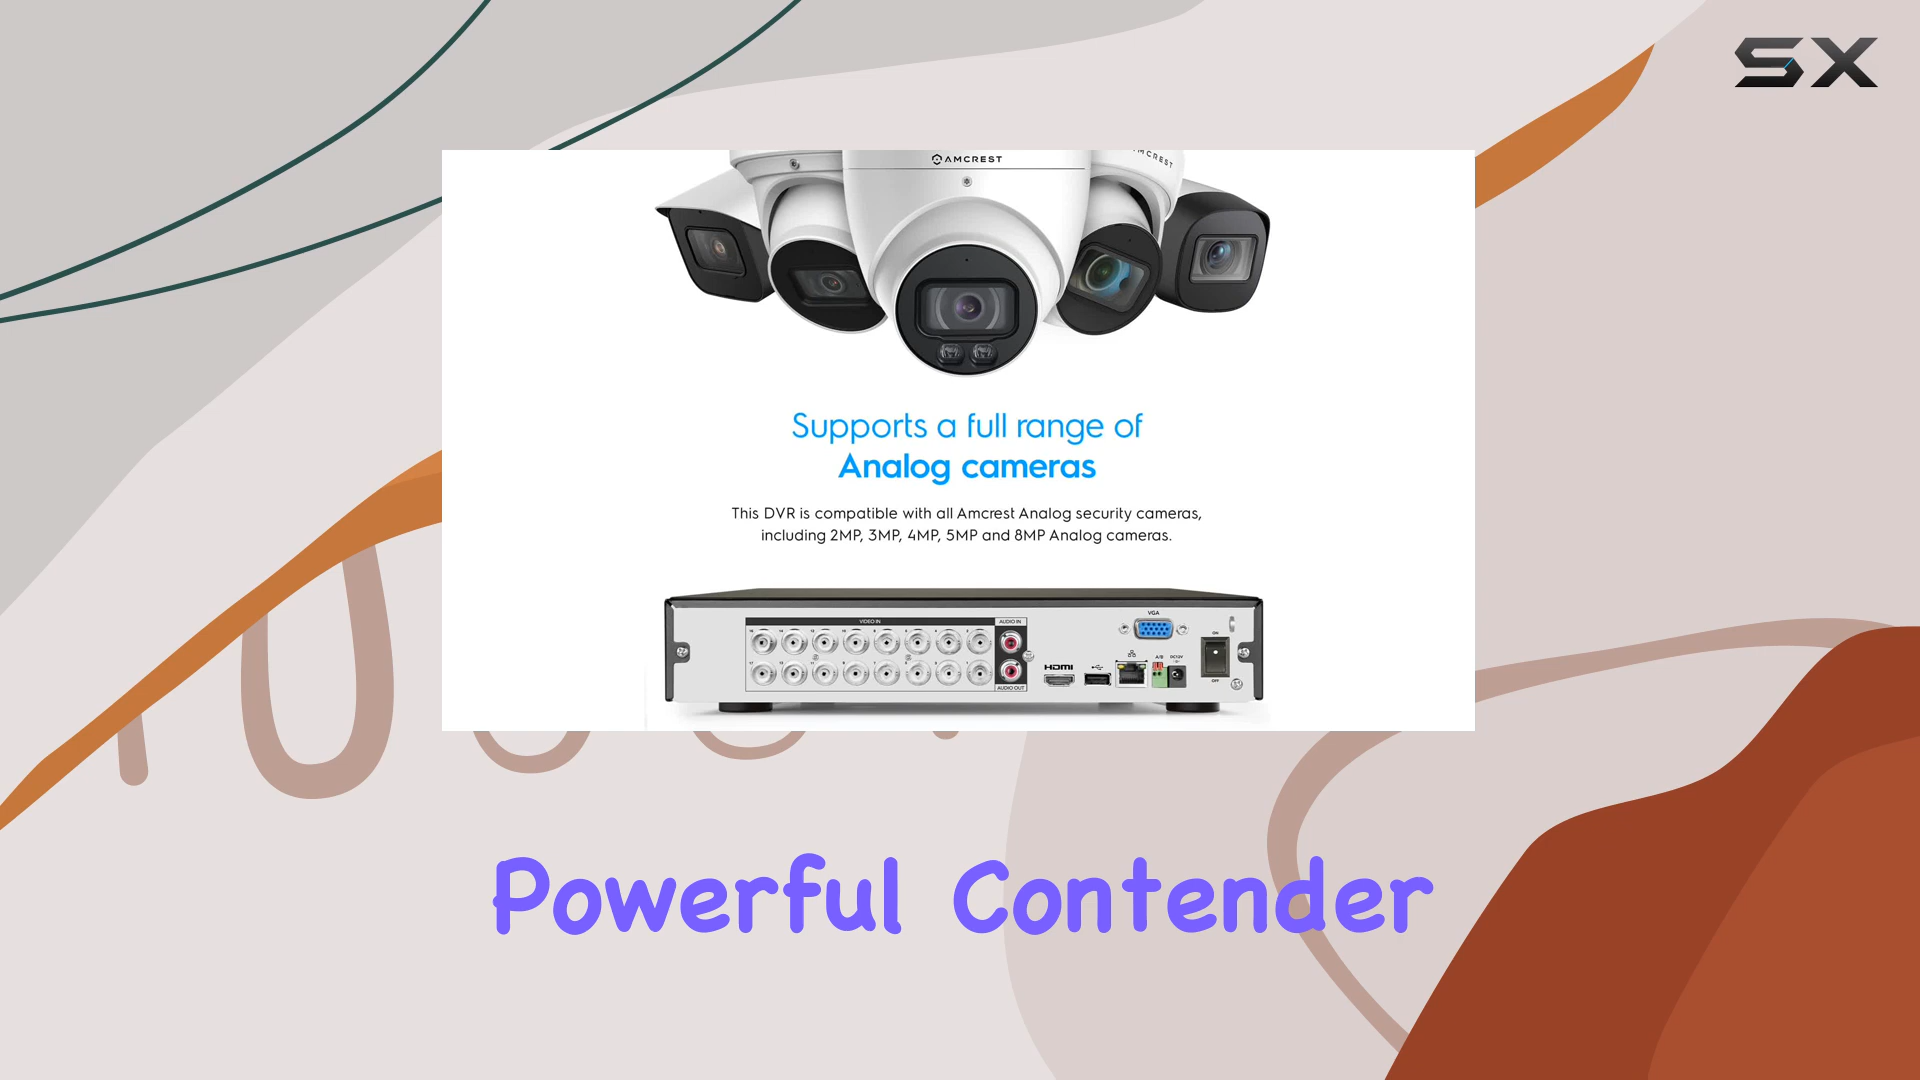 SX
AMCREST
AMCREST
Supports a full range of
Analog cameras
This DVR is compatible with all Amcrest Analog security cameras,
including 2MP, 3MP, 4MP, 5MP and 8MP Analog cameras.
VGA
VIDEO IN
AUDIO IN
ON
HDMI
A/B
DC12V
OFF
AUDIO OUT
Powerful Contender